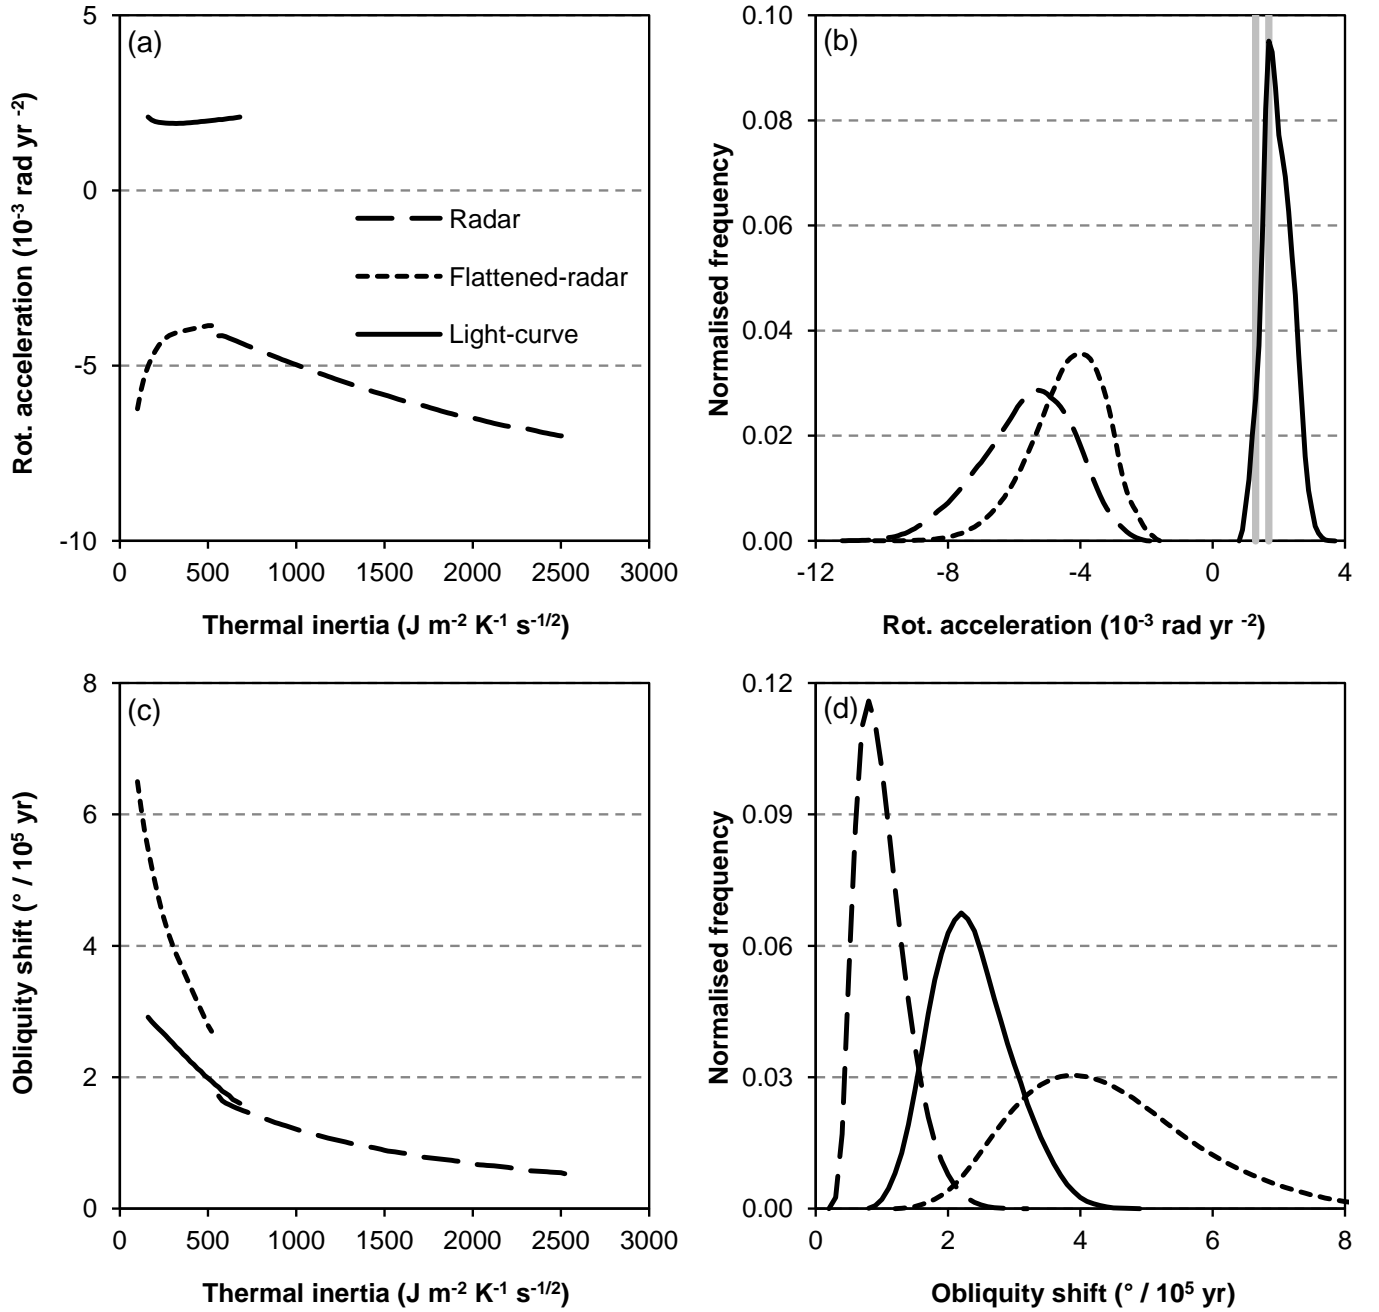 (a)
5
0
-5
-10
0 500 1000 1500 2000 2500 3000
Rot. acceleration (10⁻³ rad yr ⁻²)
Thermal inertia (J m⁻² K⁻¹ s⁻¹/²)
Radar
Flattened-radar
Light-curve
(b)
0.10
0.08
0.06
0.04
0.02
0.00
-12 -8 -4 0 4
Normalised frequency
Rot. acceleration (10⁻³ rad yr ⁻²)
(c)
8
6
4
2
0
0 500 1000 1500 2000 2500 3000
Obliquity shift (° / 10⁵ yr)
Thermal inertia (J m⁻² K⁻¹ s⁻¹/²)
(d)
0.12
0.09
0.06
0.03
0.00
0 2 4 6 8
Normalised frequency
Obliquity shift (° / 10⁵ yr)